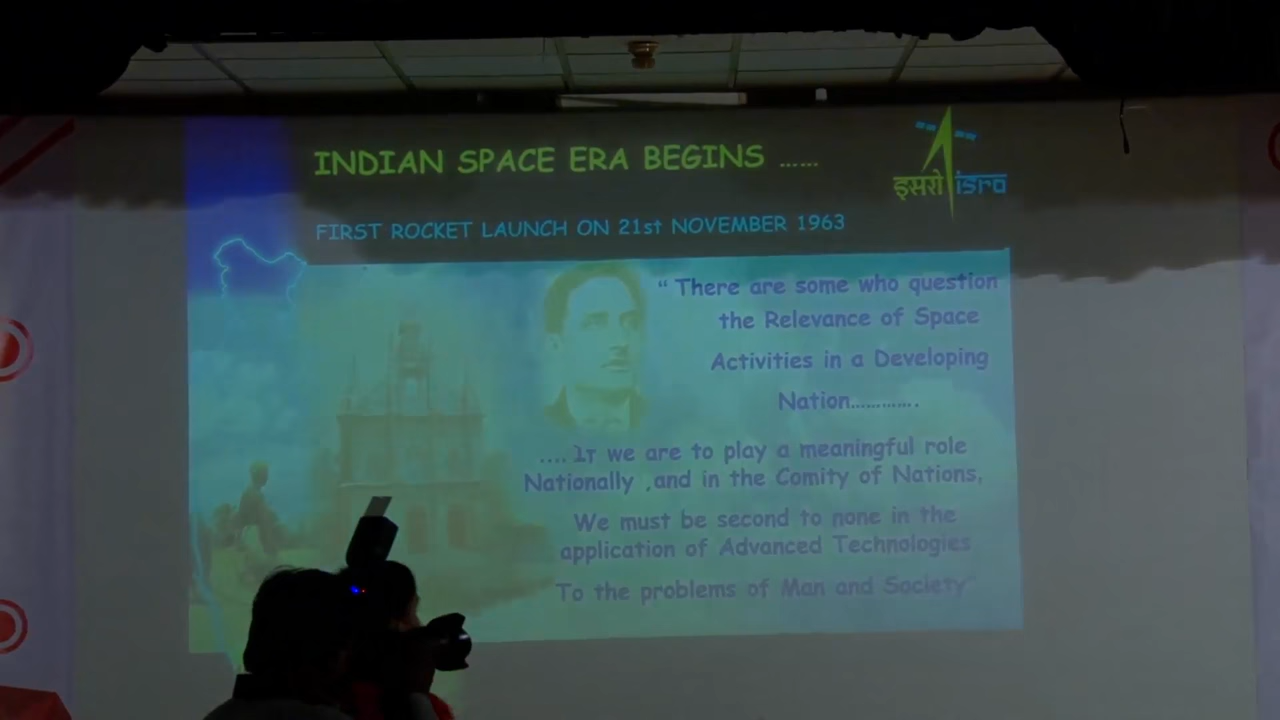 INDIAN SPACE ERA BEGINS ......
इसरो isro
FIRST ROCKET LAUNCH ON 21st NOVEMBER 1963
“ There are some who question
the Relevance of Space
Activities in a Developing
Nation.............
.... If we are to play a meaningful role
Nationally ,and in the Comity of Nations,
We must be second to none in the
application of Advanced Technologies
To the problems of Man and Society”